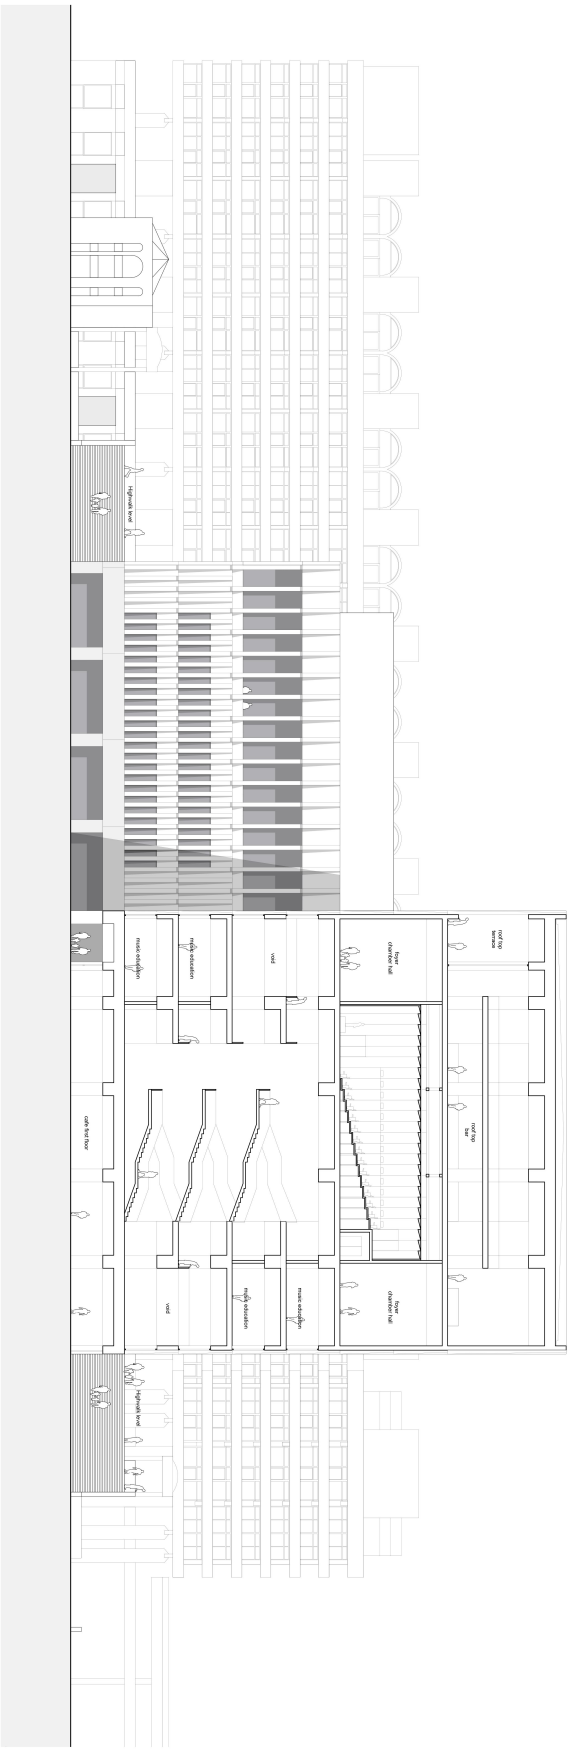 roof top
terrace
roof top
bar
foyer
chamber hall
foyer
chamber hall
void
music education
music education
music education
music education
void
Highwalk level
Highwalk level
cafe first floor